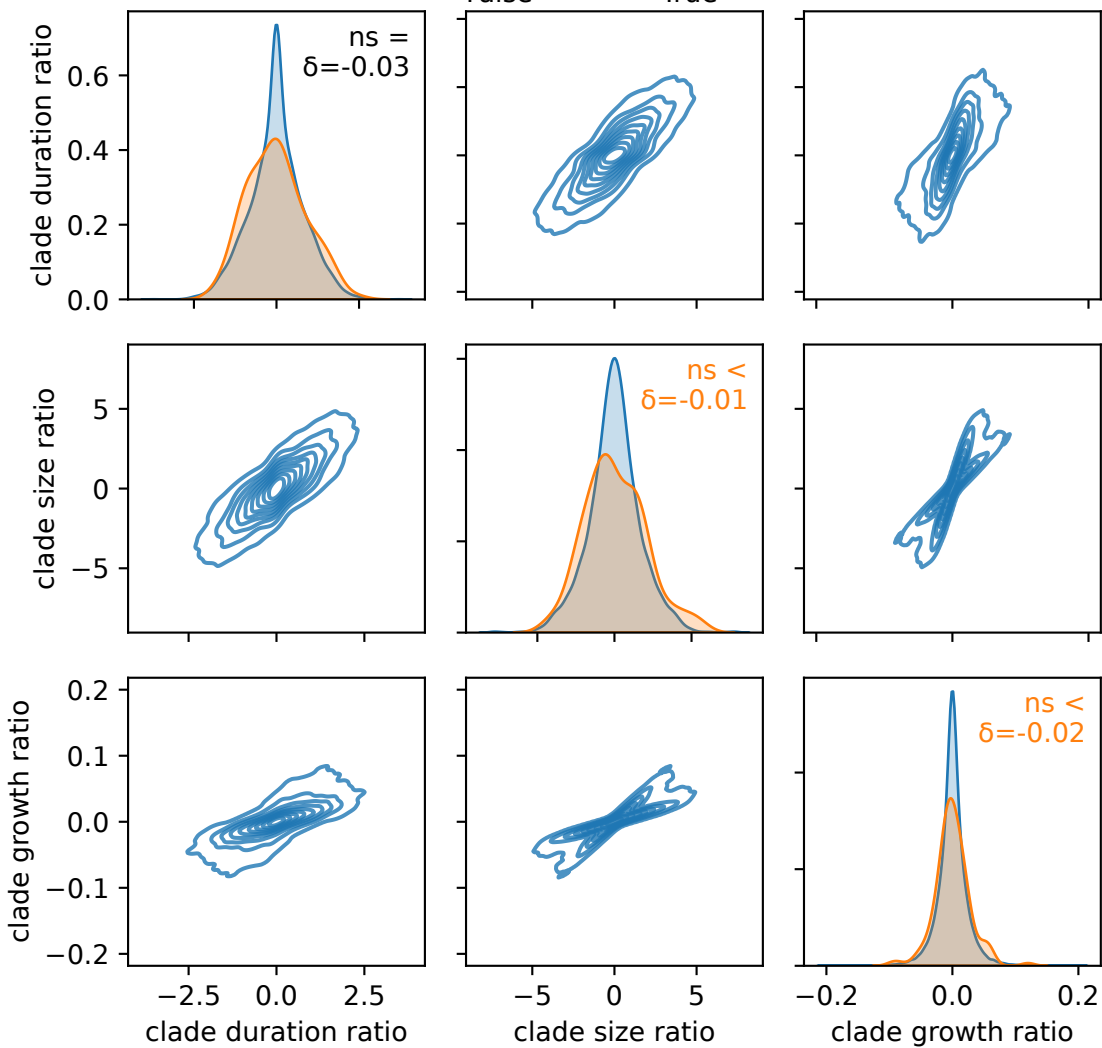 clade duration ratio
0.6
0.4
0.2
0.0
ns =
δ=-0.03
clade size ratio
5
0
−5
ns <
δ=-0.01
clade growth ratio
0.2
0.1
0.0
−0.1
−0.2
ns <
δ=-0.02
−2.5 0.0 2.5
−5 0 5
−0.2 0.0 0.2
clade duration ratio
clade size ratio
clade growth ratio